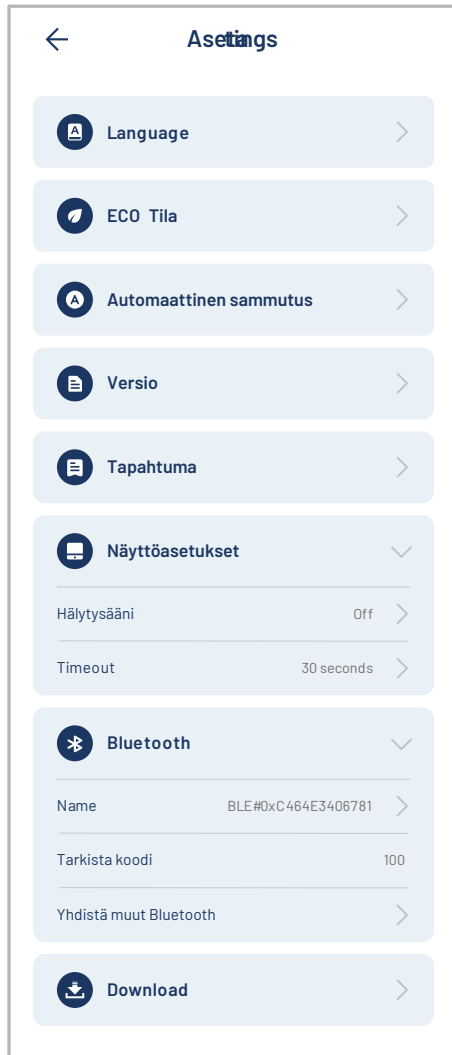 Language
ECO Tila
Automaattinen sammutus
Versio
Tapahtuma
Näyttöasetukset
Hälytysääni Off
Timeout 30 seconds
Bluetooth
Name BLE#0xC464E3406781
Tarkista koodi 100
Yhdistä muut Bluetooth
Download